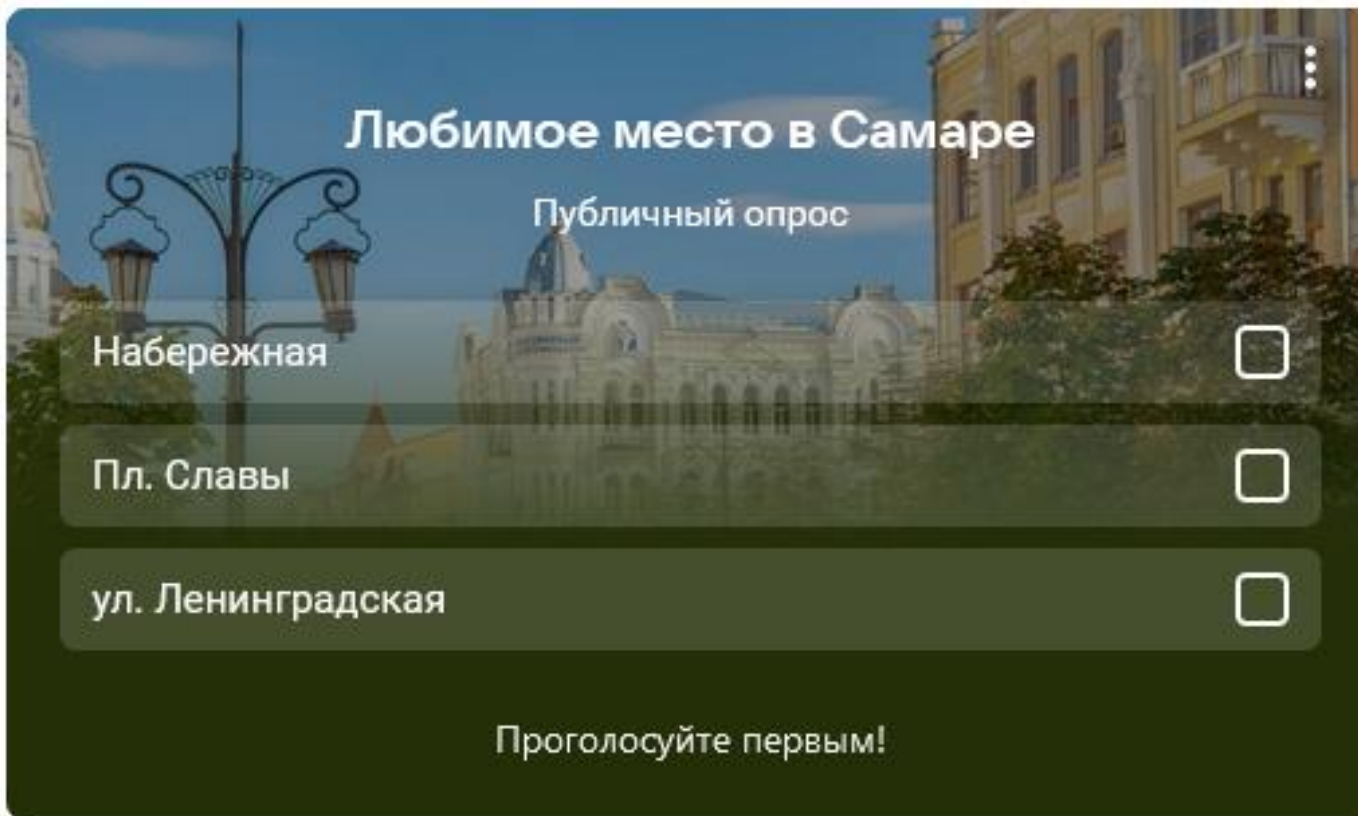 Любимое место в Самаре
Публичный опрос
Набережная
Пл. Славы
ул. Ленинградская
Проголосуйте первым!